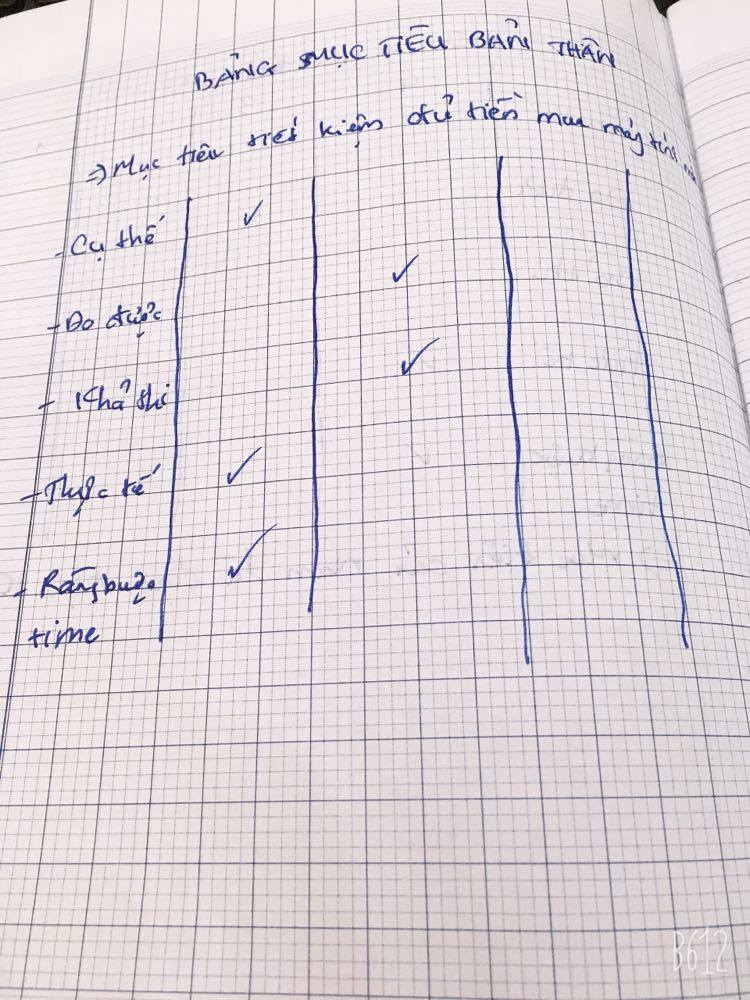 BẢNG MỤC TIÊU BẢN THÂN
=> Mục tiêu tiết kiệm đủ tiền mua máy tính
- Cụ thế ✓
- Đo được ✓
- Khả thi ✓
- Thực tế ✓
- Ràng buộc ✓
time
B612